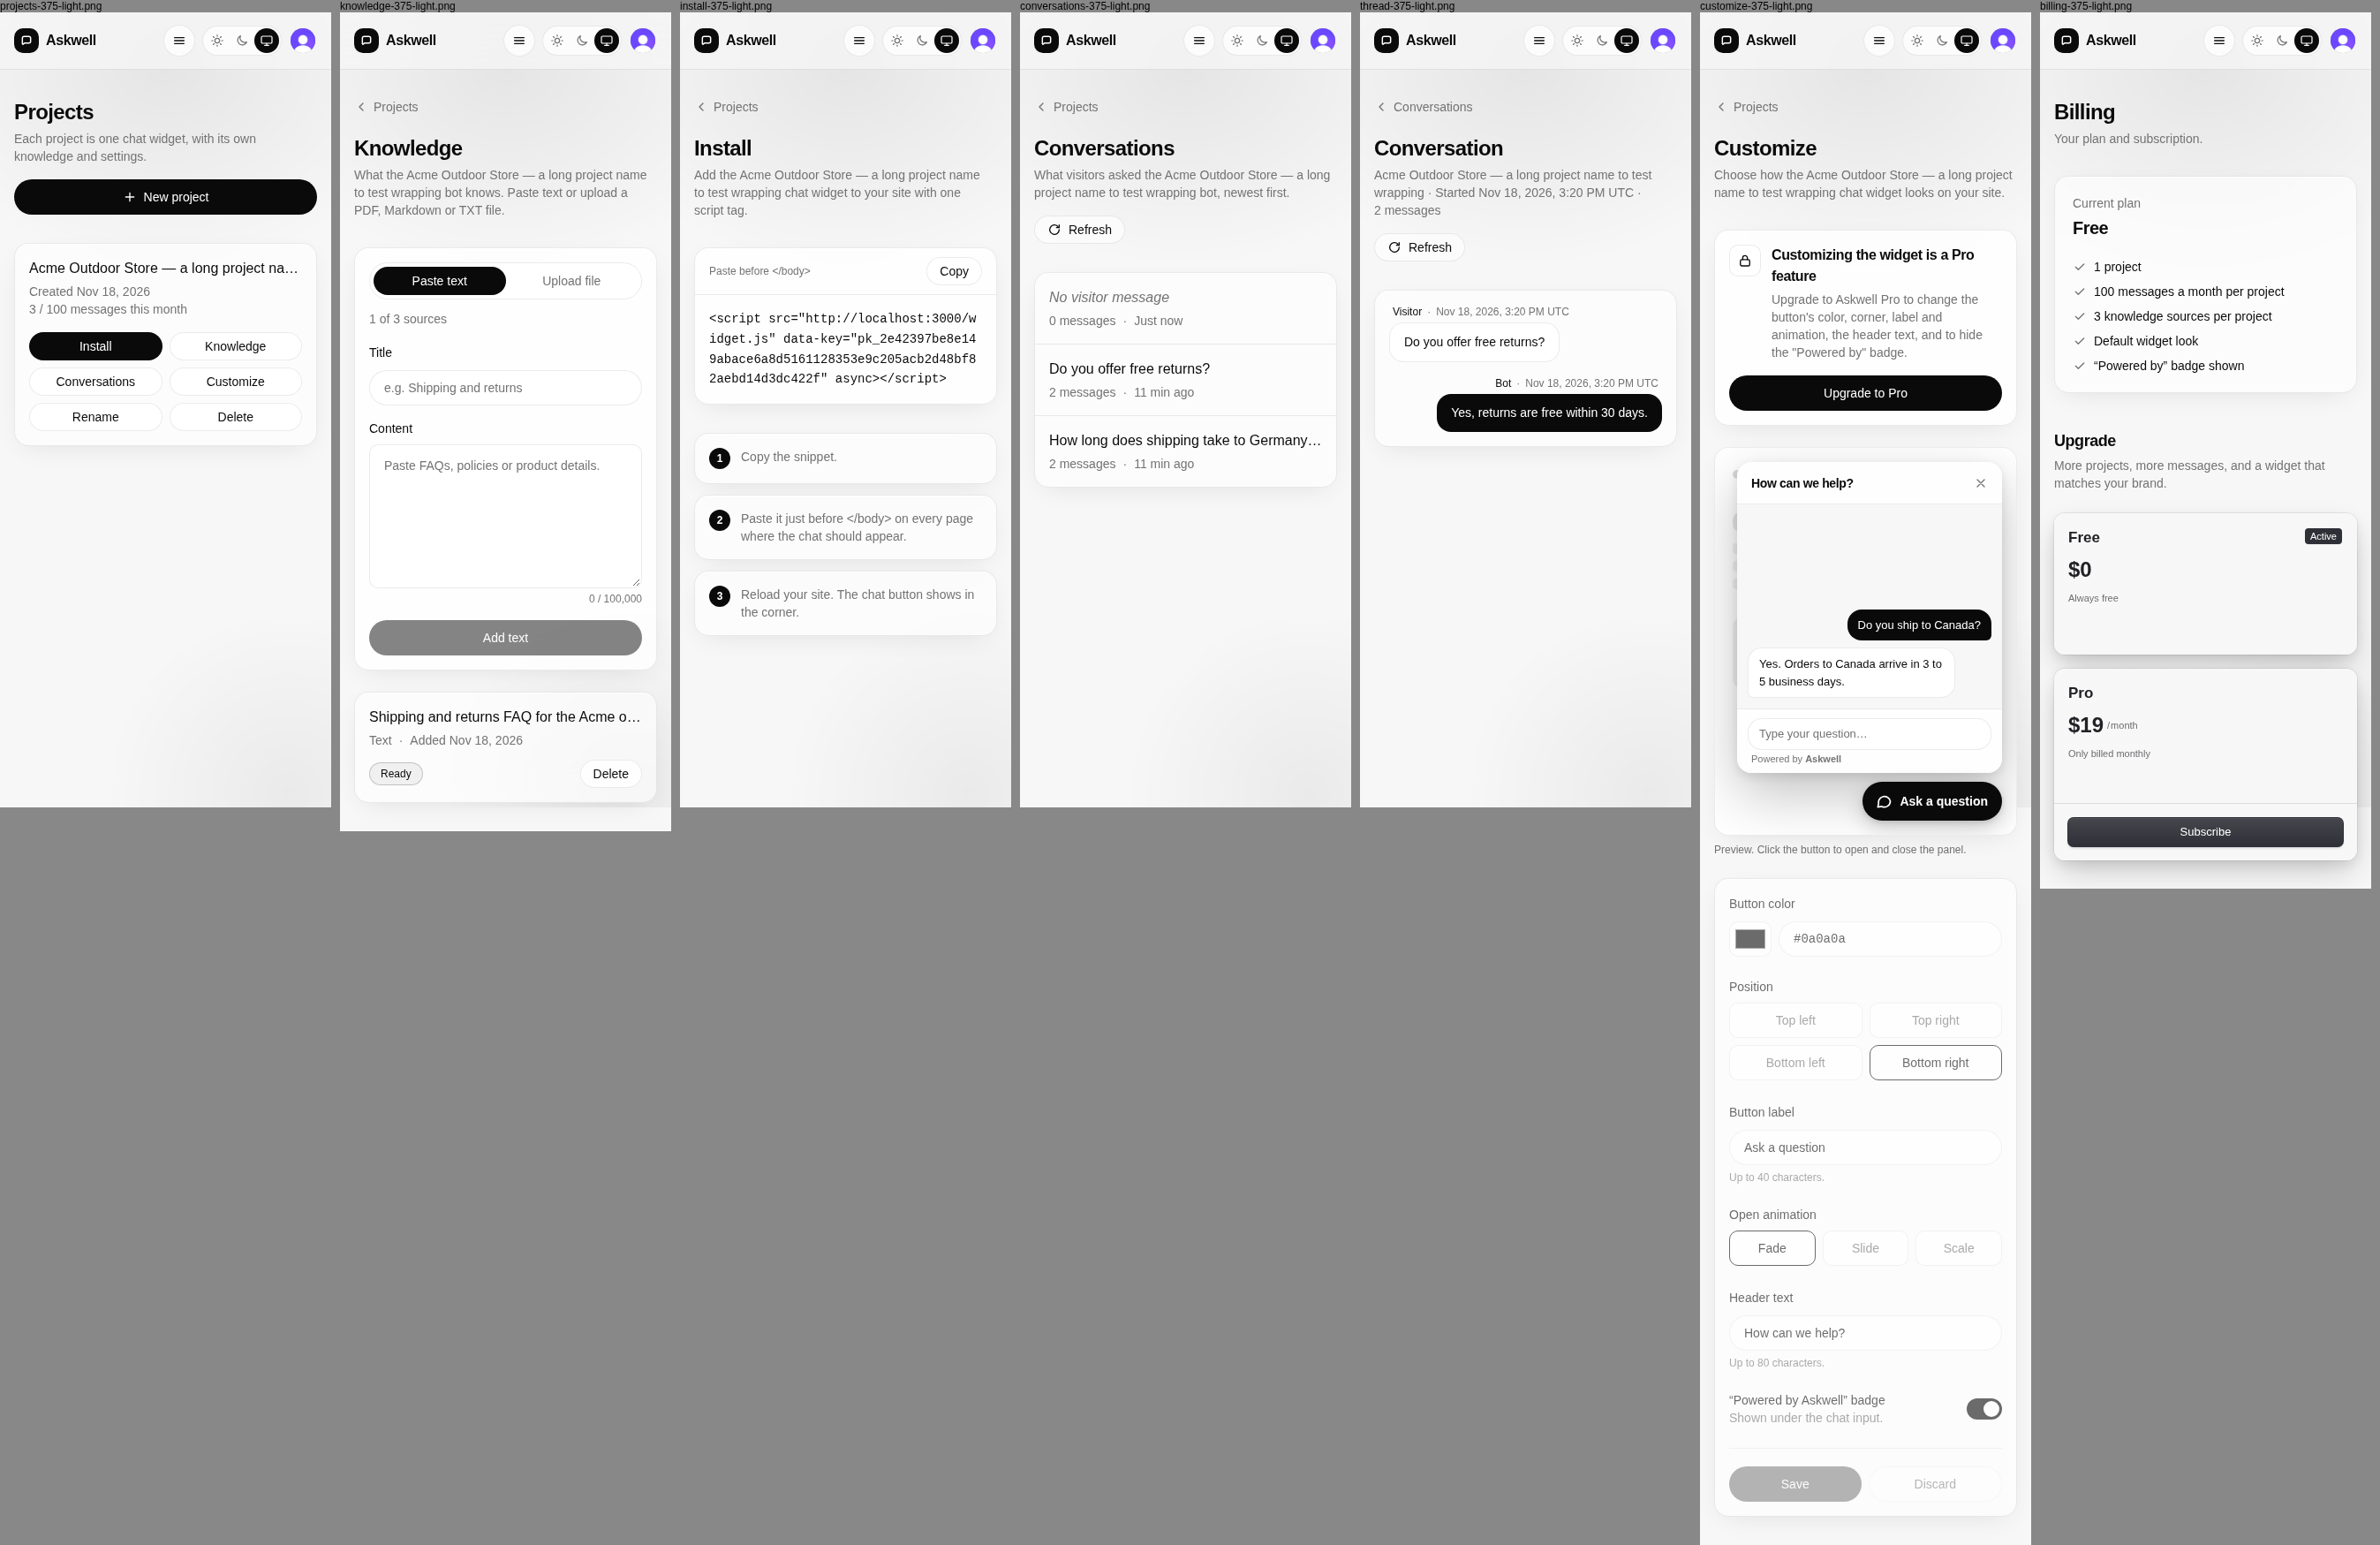 projects-375-light.png
Askwell
Projects
Each project is one chat widget, with its own
knowledge and settings.
New project
Acme Outdoor Store — a long project na…
Created Nov 18, 2026
3 / 100 messages this month
Install
Knowledge
Conversations
Customize
Rename
Delete
knowledge-375-light.png
Askwell
Projects
Knowledge
What the Acme Outdoor Store — a long project name
to test wrapping bot knows. Paste text or upload a
PDF, Markdown or TXT file.
Paste text
Upload file
1 of 3 sources
Title
e.g. Shipping and returns
Content
Paste FAQs, policies or product details.
0 / 100,000
Add text
Shipping and returns FAQ for the Acme o…
Text · Added Nov 18, 2026
Ready
Delete
install-375-light.png
Askwell
Projects
Install
Add the Acme Outdoor Store — a long project name
to test wrapping chat widget to your site with one
script tag.
Paste before </body>
Copy
<script src="http://localhost:3000/w
idget.js" data-key="pk_2e42397be8e14
9abace6a8d5161128353e9c205acb2d48bf8
2aebd14d3dc422f" async></script>
1
Copy the snippet.
2
Paste it just before </body> on every page
where the chat should appear.
3
Reload your site. The chat button shows in
the corner.
conversations-375-light.png
Askwell
Projects
Conversations
What visitors asked the Acme Outdoor Store — a long
project name to test wrapping bot, newest first.
Refresh
No visitor message
0 messages · Just now
Do you offer free returns?
2 messages · 11 min ago
How long does shipping take to Germany…
2 messages · 11 min ago
thread-375-light.png
Askwell
Conversations
Conversation
Acme Outdoor Store — a long project name to test
wrapping · Started Nov 18, 2026, 3:20 PM UTC ·
2 messages
Refresh
Visitor · Nov 18, 2026, 3:20 PM UTC
Do you offer free returns?
Bot · Nov 18, 2026, 3:20 PM UTC
Yes, returns are free within 30 days.
customize-375-light.png
Askwell
Projects
Customize
Choose how the Acme Outdoor Store — a long project
name to test wrapping chat widget looks on your site.
Customizing the widget is a Pro
feature
Upgrade to Askwell Pro to change the
button's color, corner, label and
animation, the header text, and to hide
the "Powered by" badge.
Upgrade to Pro
How can we help?
Do you ship to Canada?
Yes. Orders to Canada arrive in 3 to
5 business days.
Type your question…
Powered by Askwell
Ask a question
Preview. Click the button to open and close the panel.
Button color
#0a0a0a
Position
Top left
Top right
Bottom left
Bottom right
Button label
Ask a question
Up to 40 characters.
Open animation
Fade
Slide
Scale
Header text
How can we help?
Up to 80 characters.
“Powered by Askwell” badge
Shown under the chat input.
Save
Discard
billing-375-light.png
Askwell
Billing
Your plan and subscription.
Current plan
Free
1 project
100 messages a month per project
3 knowledge sources per project
Default widget look
“Powered by” badge shown
Upgrade
More projects, more messages, and a widget that
matches your brand.
Free
Active
$0
Always free
Pro
$19 /month
Only billed monthly
Subscribe